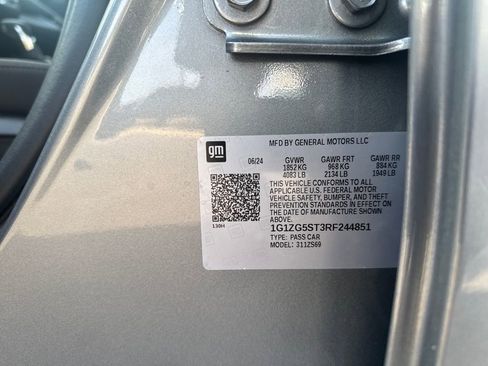 gm
MFD BY GENERAL MOTORS LLC
06/24 GVWR GAWR FRT GAWR RR
1852 KG 968 KG 884 KG
4083 LB 2134 LB 1949 LB
THIS VEHICLE CONFORMS TO ALL
APPLICABLE U.S. FEDERAL MOTOR
VEHICLE SAFETY, BUMPER, AND THEFT
PREVENTION STANDARDS IN EFFECT ON
THE DATE OF MANUFACTURE SHOWN
ABOVE.
130H
1G1ZG5ST3RF244851
TYPE: PASS CAR
MODEL: 311ZS69